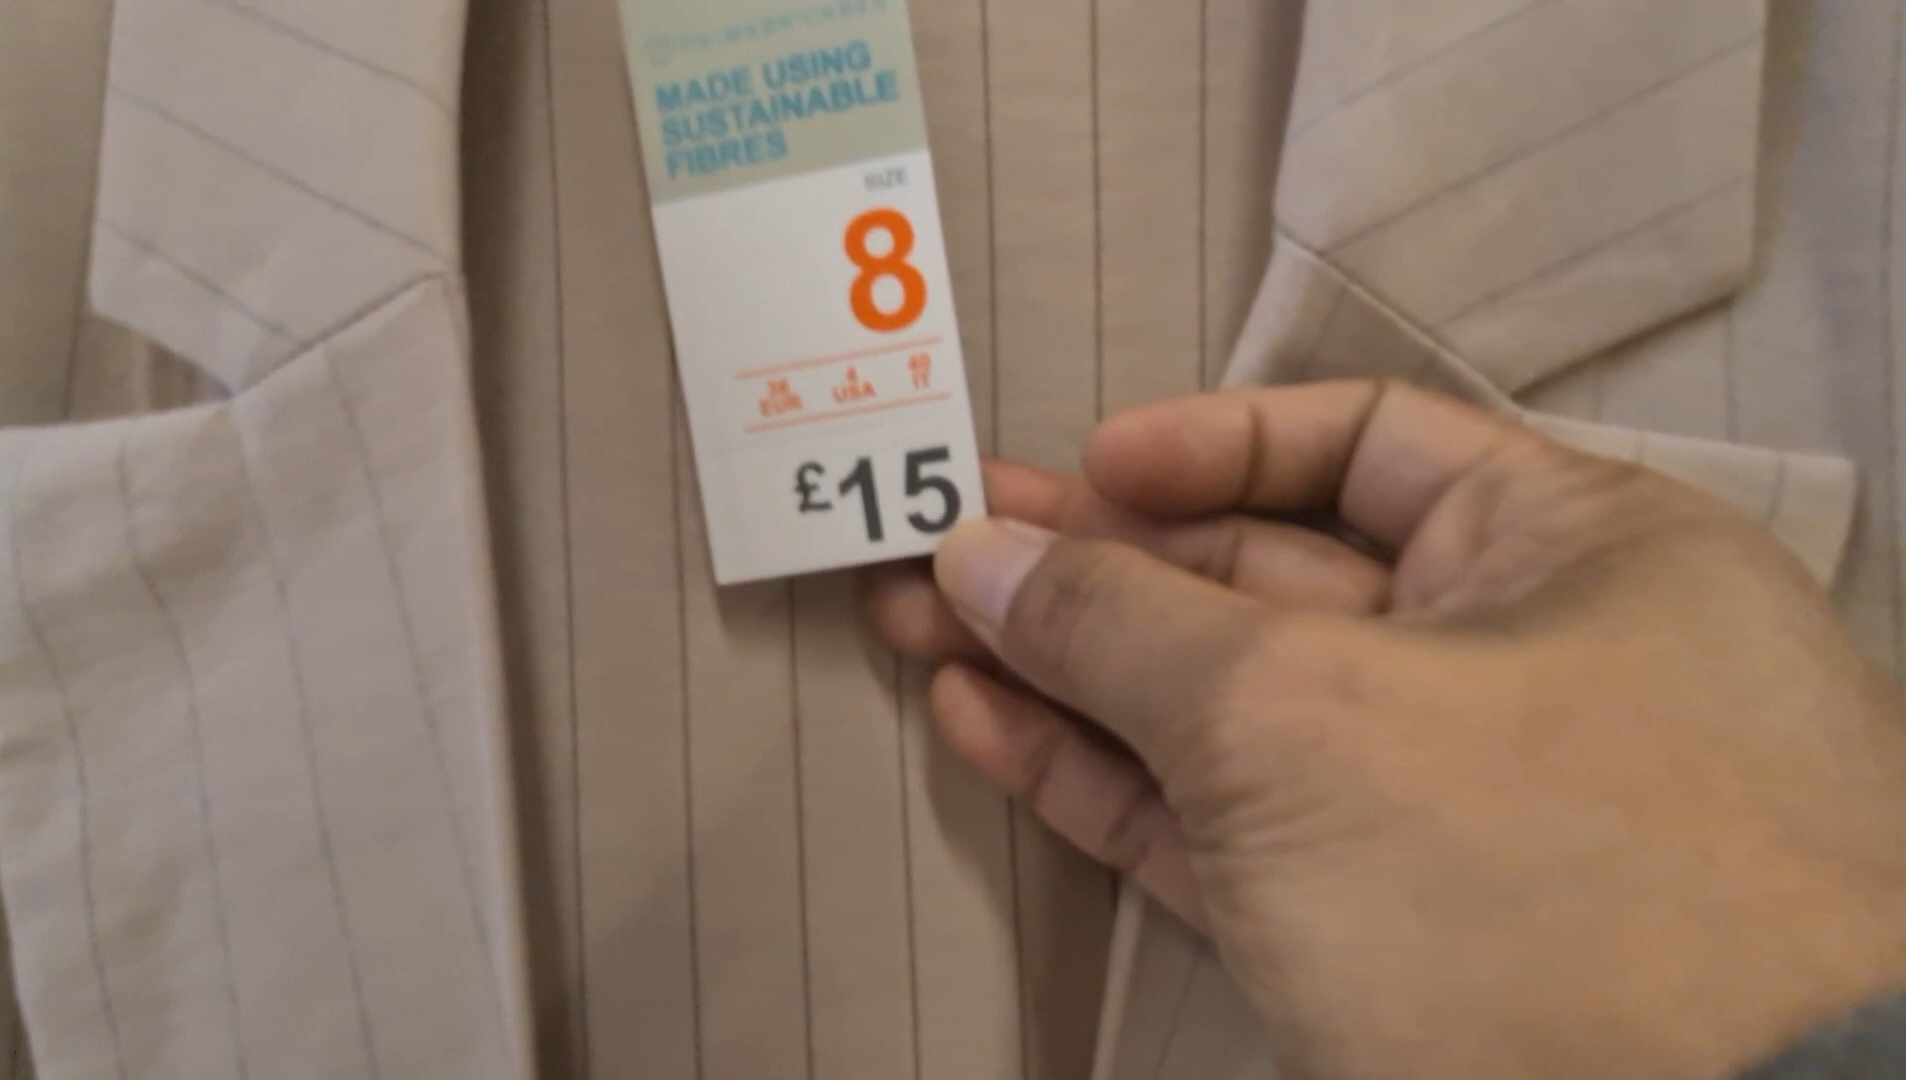 MADE USING
SUSTAINABLE
FIBRES
SIZE
8
36 4 40
EUR USA IT
£15